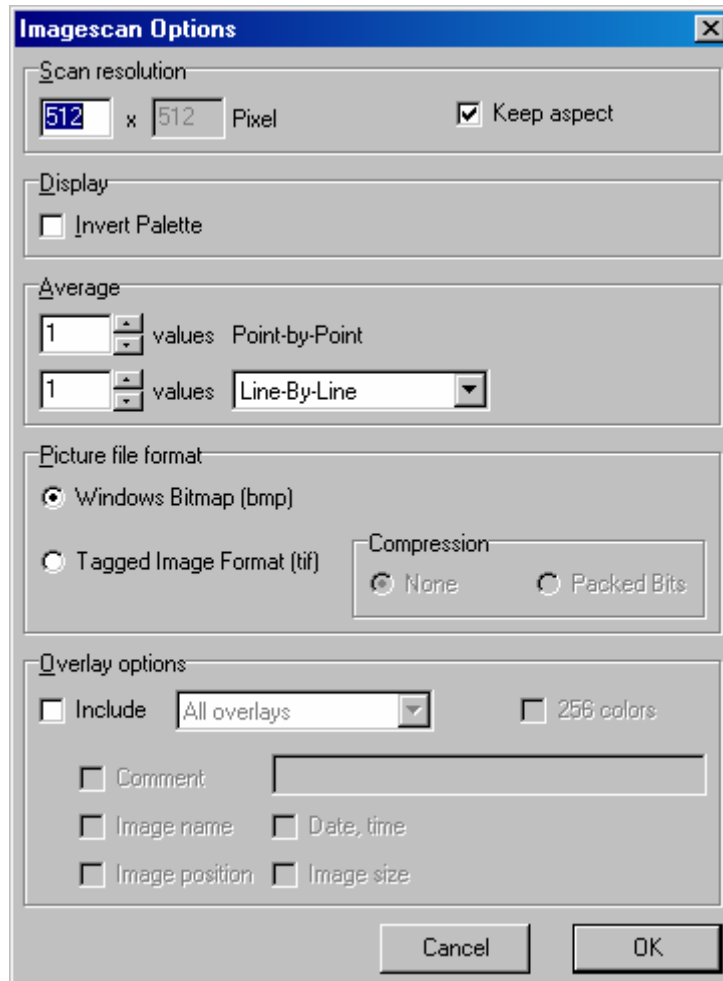 Imagescan Options
Scan resolution
512 x 512 Pixel Keep aspect
Display
Invert Palette
Average
1 values Point-by-Point
1 values Line-By-Line
Picture file format
Windows Bitmap (bmp)
Tagged Image Format (tif)
Compression
None Packed Bits
Overlay options
Include All overlays 256 colors
Comment
Image name Date, time
Image position Image size
Cancel OK